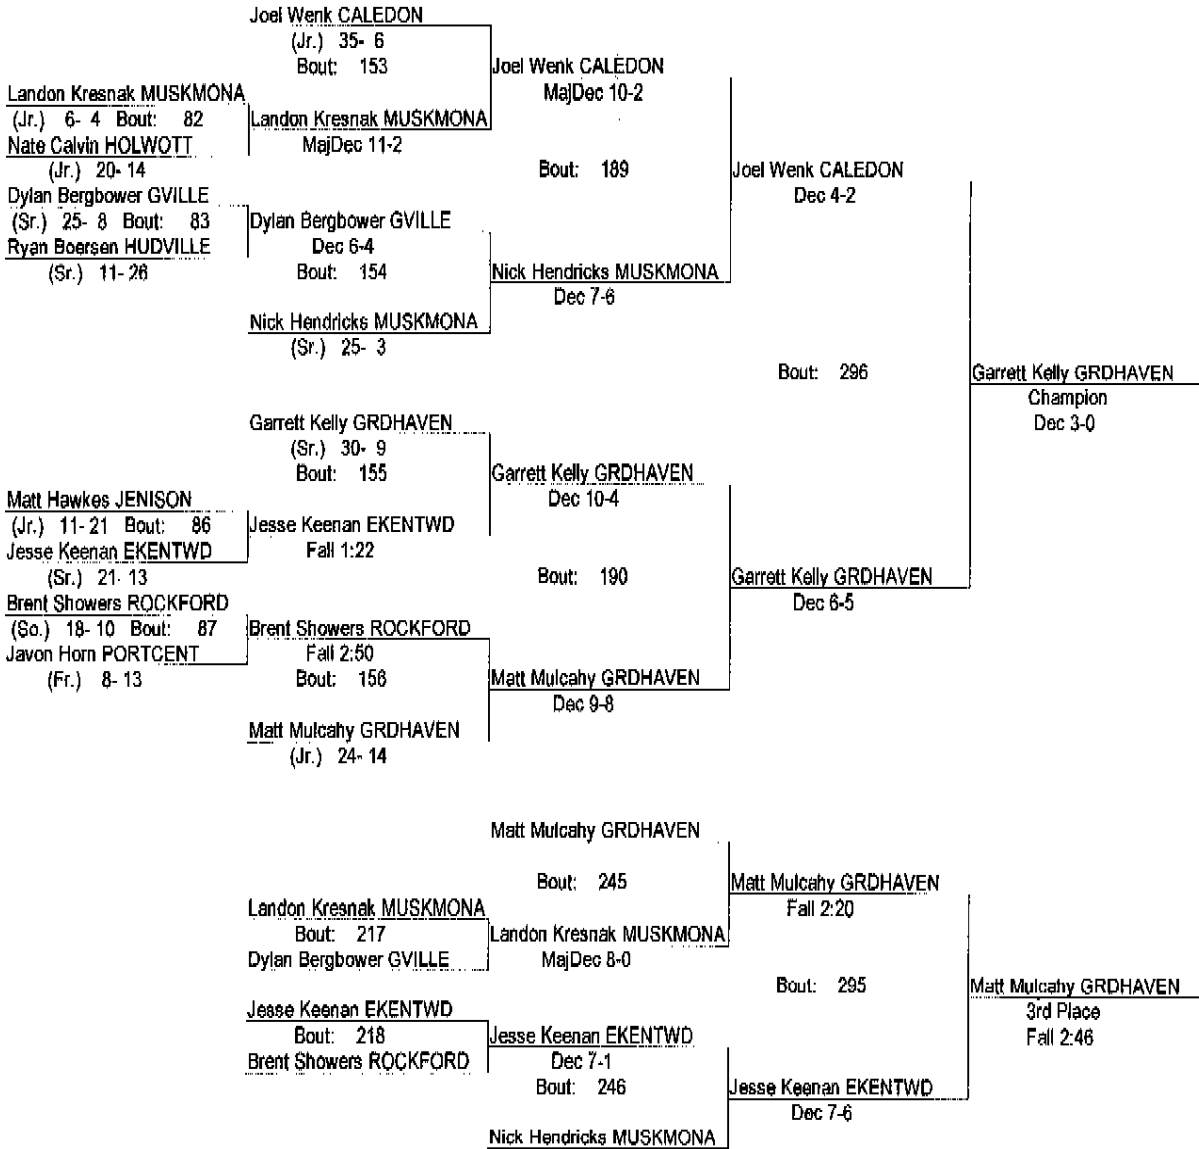 Joel Wenk CALEDON
(Jr.) 35- 6
Bout: 153
Joel Wenk CALEDON
MajDec 10-2
Landon Kresnak MUSKMONA
(Jr.) 6- 4 Bout: 82
Landon Kresnak MUSKMONA
Nate Calvin HOLWOTT
MajDec 11-2
(Jr.) 20- 14
Bout: 189
Joel Wenk CALEDON
Dec 4-2
Dylan Bergbower GVILLE
(Sr.) 25- 8 Bout: 83
Dylan Bergbower GVILLE
Ryan Boersen HUDVILLE
Dec 6-4
(Sr.) 11- 26
Bout: 154
Nick Hendricks MUSKMONA
Dec 7-6
Nick Hendricks MUSKMONA
(Sr.) 25- 3
Bout: 296
Garrett Kelly GRDHAVEN
Champion
Dec 3-0
Garrett Kelly GRDHAVEN
(Sr.) 30- 9
Bout: 155
Garrett Kelly GRDHAVEN
Dec 10-4
Matt Hawkes JENISON
(Jr.) 11- 21 Bout: 86
Jesse Keenan EKENTWD
Jesse Keenan EKENTWD
Fall 1:22
(Sr.) 21- 13
Bout: 190
Garrett Kelly GRDHAVEN
Dec 6-5
Brent Showers ROCKFORD
(So.) 18- 10 Bout: 87
Brent Showers ROCKFORD
Javon Horn PORTCENT
Fall 2:50
(Fr.) 8- 13
Bout: 156
Matt Mulcahy GRDHAVEN
Dec 9-8
Matt Mulcahy GRDHAVEN
(Jr.) 24- 14
Matt Mulcahy GRDHAVEN
Bout: 245
Matt Mulcahy GRDHAVEN
Fall 2:20
Landon Kresnak MUSKMONA
Bout: 217
Landon Kresnak MUSKMONA
Dylan Bergbower GVILLE
MajDec 8-0
Bout: 295
Matt Mulcahy GRDHAVEN
3rd Place
Fall 2:46
Jesse Keenan EKENTWD
Bout: 218
Jesse Keenan EKENTWD
Brent Showers ROCKFORD
Dec 7-1
Bout: 246
Jesse Keenan EKENTWD
Dec 7-6
Nick Hendricks MUSKMONA